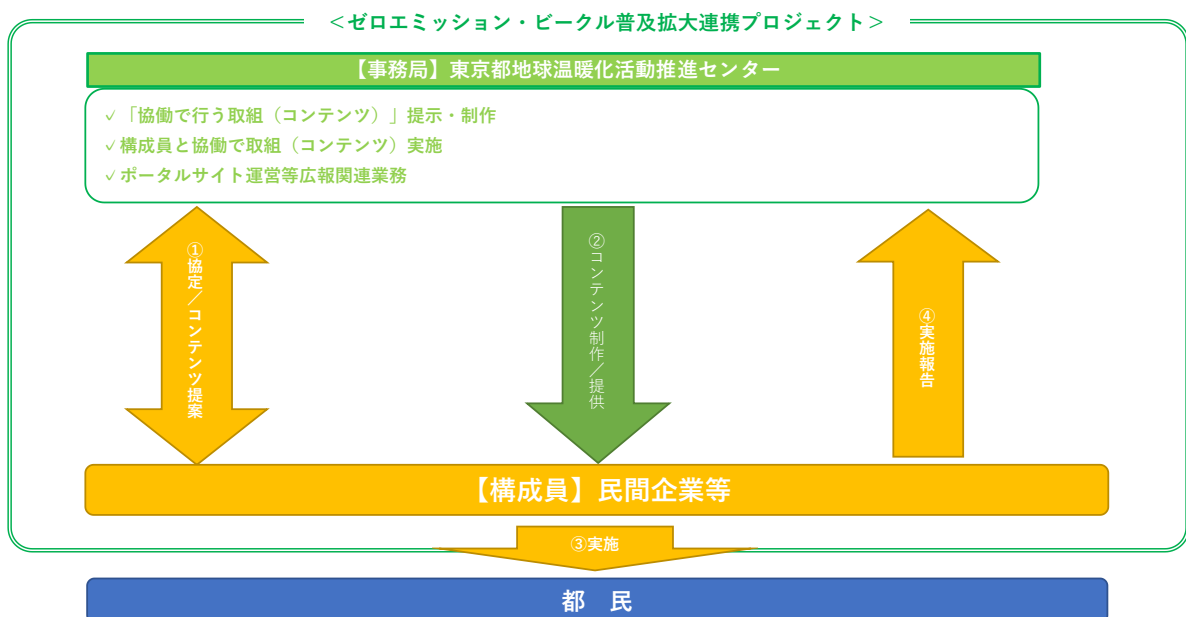 ＜ゼロエミッション・ビークル普及拡大連携プロジェクト＞
【事務局】東京都地球温暖化活動推進センター
✓「協働で行う取組（コンテンツ）」提示・制作
✓構成員と協働で取組（コンテンツ）実施
✓ポータルサイト運営等広報関連業務
①協定／コンテンツ提案
②コンテンツ制作／提供
④実施報告
【構成員】民間企業等
③実施
都　民